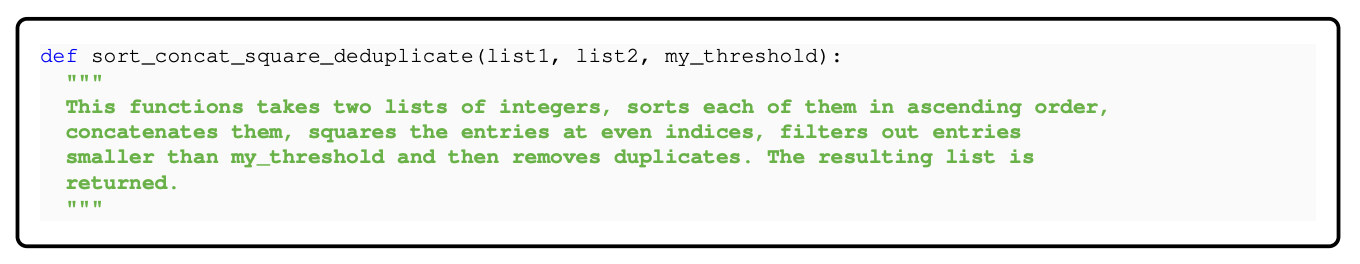 def sort_concat_square_deduplicate(list1, list2, my_threshold):
"""
This functions takes two lists of integers, sorts each of them in ascending order,
concatenates them, squares the entries at even indices, filters out entries
smaller than my_threshold and then removes duplicates. The resulting list is
returned.
"""